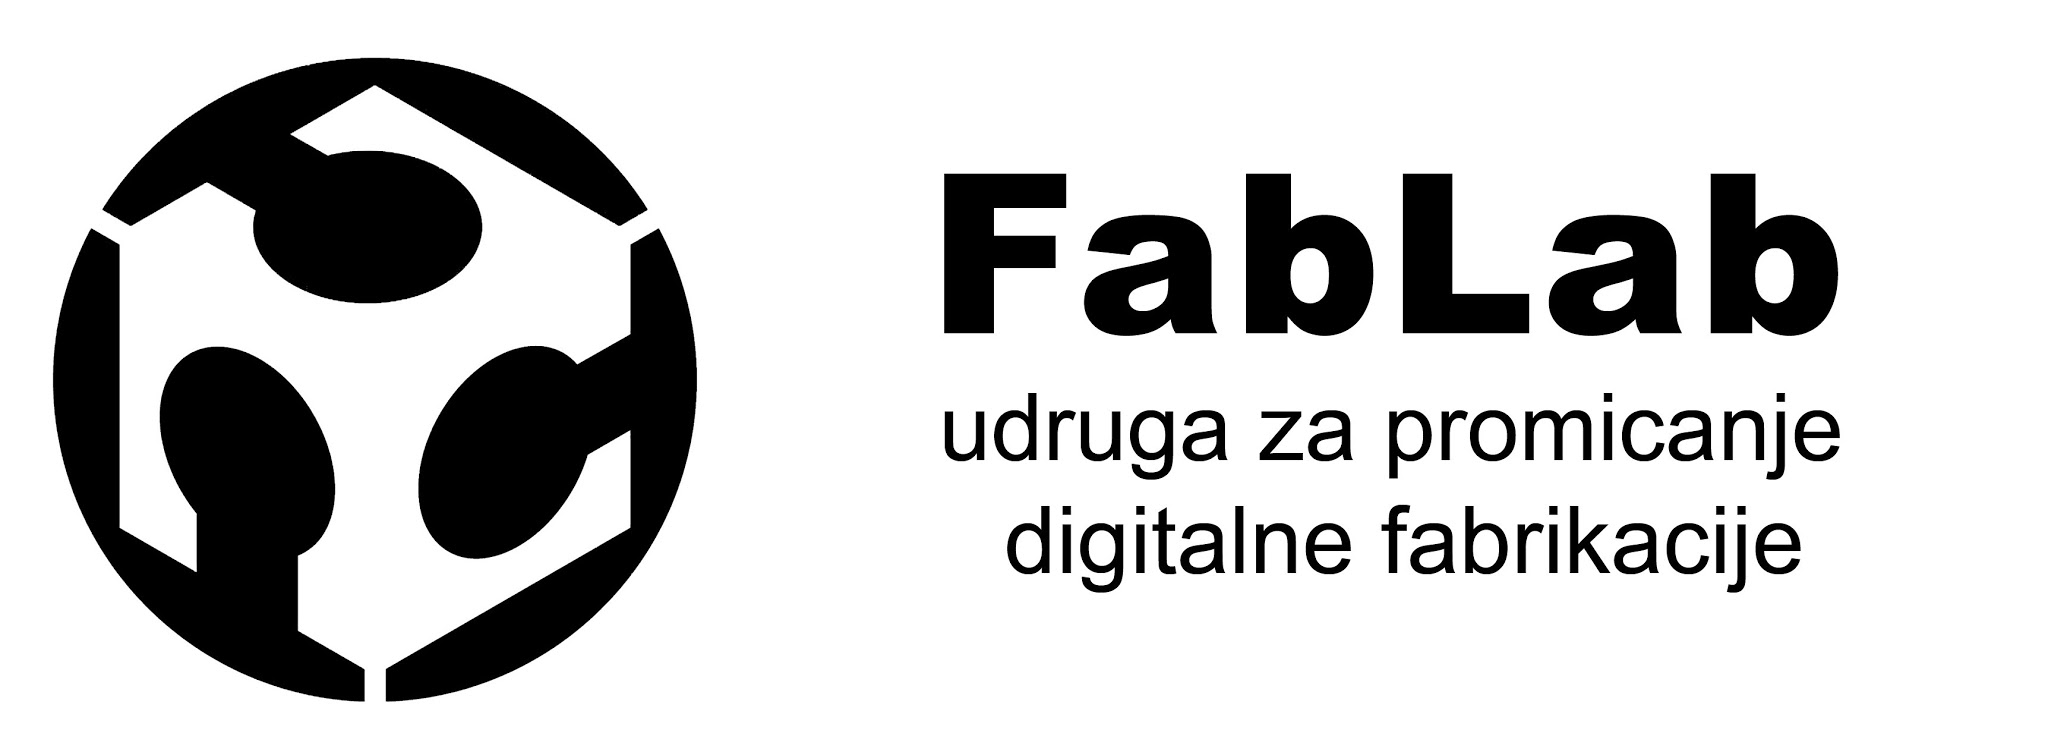 FabLab
udruga za promicanje
digitalne fabrikacije